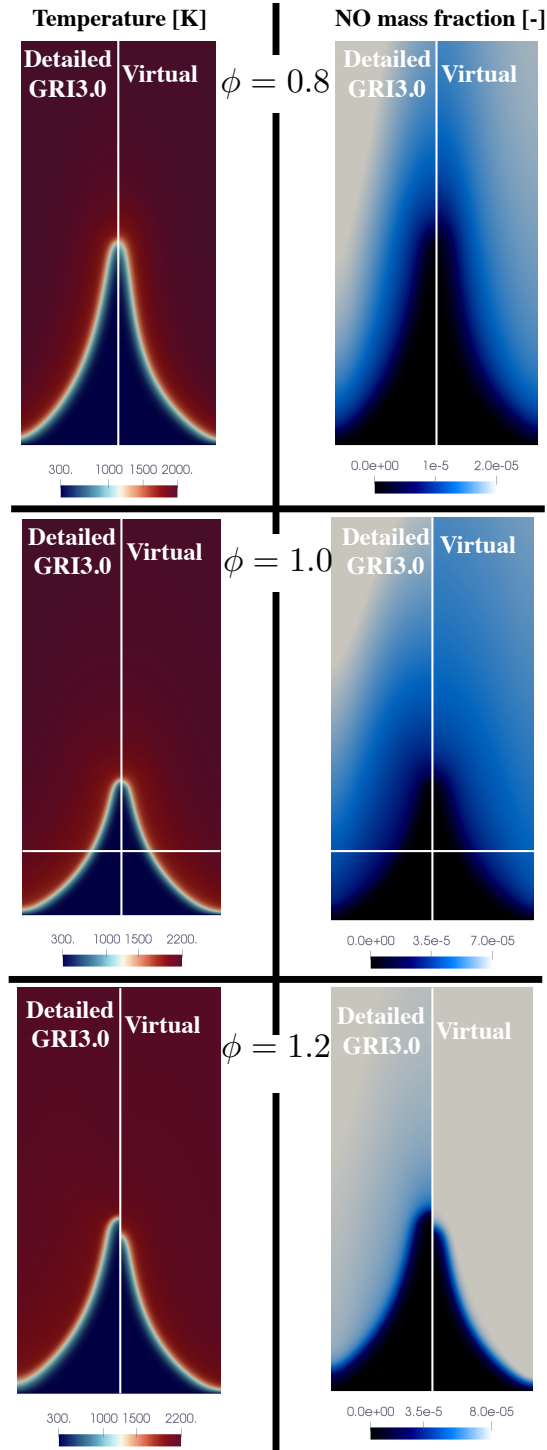 Temperature [K] NO mass fraction [-]
Detailed
GRI3.0
Virtual
ϕ = 0.8
Detailed
GRI3.0
Virtual
300. 1000 1500 2000.
0.0e+00 1e-5 2.0e-05
Detailed
GRI3.0
Virtual
ϕ = 1.0
Detailed
GRI3.0
Virtual
300. 1000 1500 2200.
0.0e+00 3.5e-5 7.0e-05
Detailed
GRI3.0
Virtual
ϕ = 1.2
Detailed
GRI3.0
Virtual
300. 1200 1500 2200.
0.0e+00 3.5e-5 8.0e-05